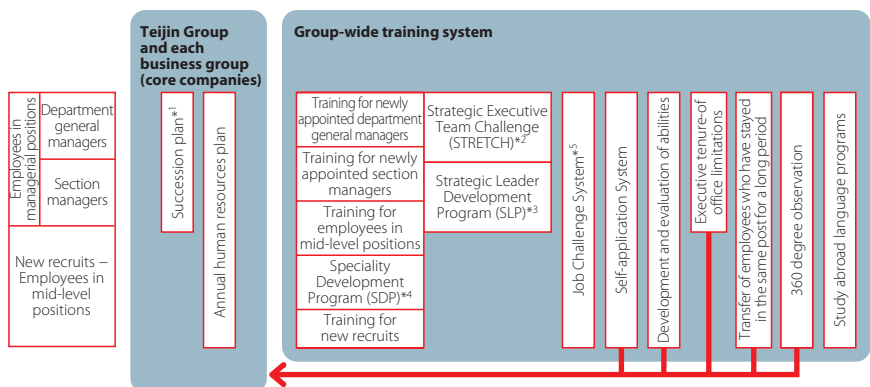 Teijin Group
and each
business group
(core companies)
Group-wide training system
Employees in
managerial positions
Department
general
managers
Section
managers
New recruits –
Employees in
mid-level
positions
Succession plan*1
Annual human resources plan
Training for newly
appointed department
general managers
Training for newly
appointed section
managers
Training for
employees in
mid-level positions
Speciality
Development
Program (SDP)*4
Training for
new recruits
Strategic Executive
Team Challenge
(STRETCH)*2
Strategic Leader
Development
Program (SLP)*3
Job Challenge System*5
Self-application System
Development and evaluation of abilities
Executive tenure-of
office limitations
Transfer of employees who have stayed
in the same post for a long period
360 degree observation
Study abroad language programs